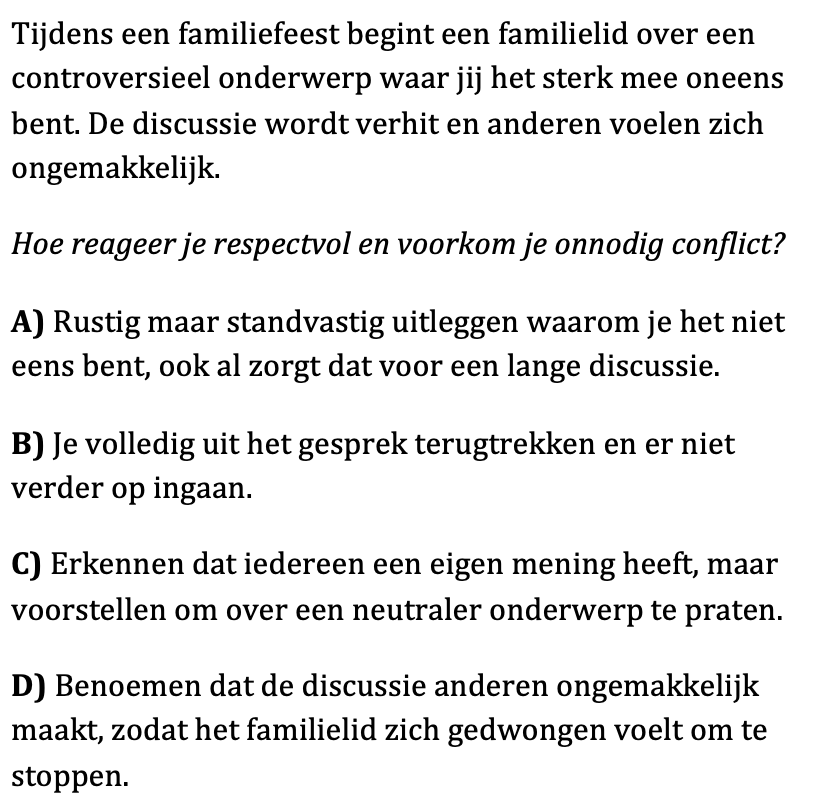 Tijdens een familiefeest begint een familielid over een
controversieel onderwerp waar jij het sterk mee oneens
bent. De discussie wordt verhit en anderen voelen zich
ongemakkelijk.
Hoe reageer je respectvol en voorkom je onnodig conflict?
A) Rustig maar standvastig uitleggen waarom je het niet
eens bent, ook al zorgt dat voor een lange discussie.
B) Je volledig uit het gesprek terugtrekken en er niet
verder op ingaan.
C) Erkennen dat iedereen een eigen mening heeft, maar
voorstellen om over een neutraler onderwerp te praten.
D) Benoemen dat de discussie anderen ongemakkelijk
maakt, zodat het familielid zich gedwongen voelt om te
stoppen.